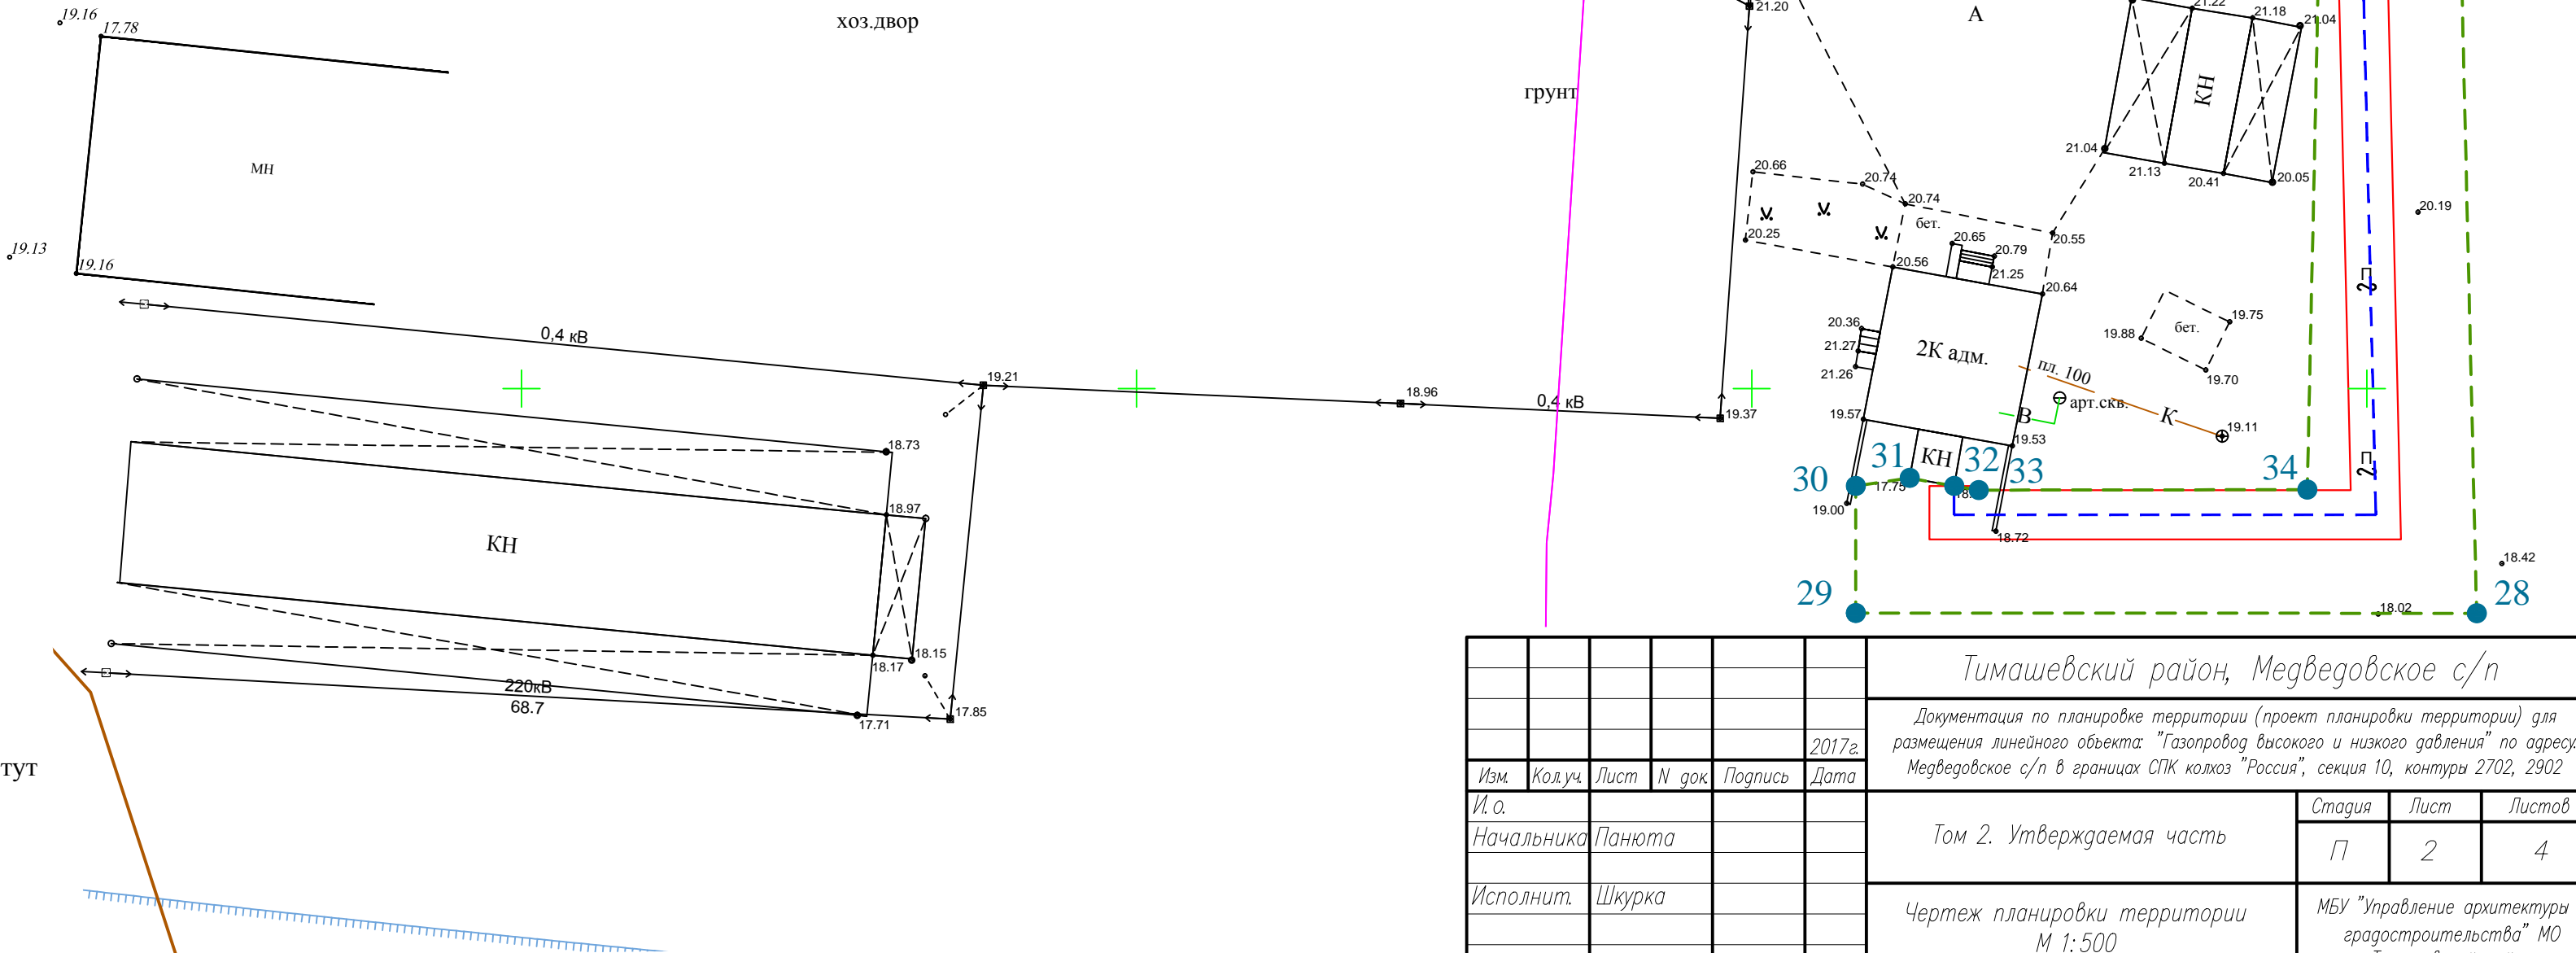 19.16
17.78
хоз.двор
21.20
А
21.22
21.18
21.04
грунт
КН
мн
21.04
21.13
20.41
20.05
20.66
20.74
20.74
бет.
20.19
19.13
19.16
20.25
20.65
20.79
20.55
20.56
21.25
20.64
0,4 кВ
20.36
21.27
21.26
2К адм.
19.88
бет.
19.75
19.70
пл. 100
19.21
18.96
0,4 кВ
19.37
19.57
В
арт.скв.
К
19.11
19.53
18.73
КН
30
31
32
33
34
17.75
19.00
18.97
КН
18.72
18.42
29
28
18.02
18.15
18.17
220кВ
68.7
17.71
17.85
тут
Тимашевский район, Медведовское с/п
2017г.
Документация по планировке территории (проект планировки территории) для
размещения линейного объекта: "Газопровод высокого и низкого давления" по адресу:
Медведовское с/п в границах СПК колхоз "Россия", секция 10, контуры 2702, 2902
Изм. Кол.уч. Лист N док. Подпись Дата
И.о.
Начальника Панюта
Исполнит. Шкурка
Том 2. Утверждаемая часть
Стадия Лист Листов
П 2 4
Чертеж планировки территории
М 1:500
МБУ "Управление архитектуры
градостроительства" МО